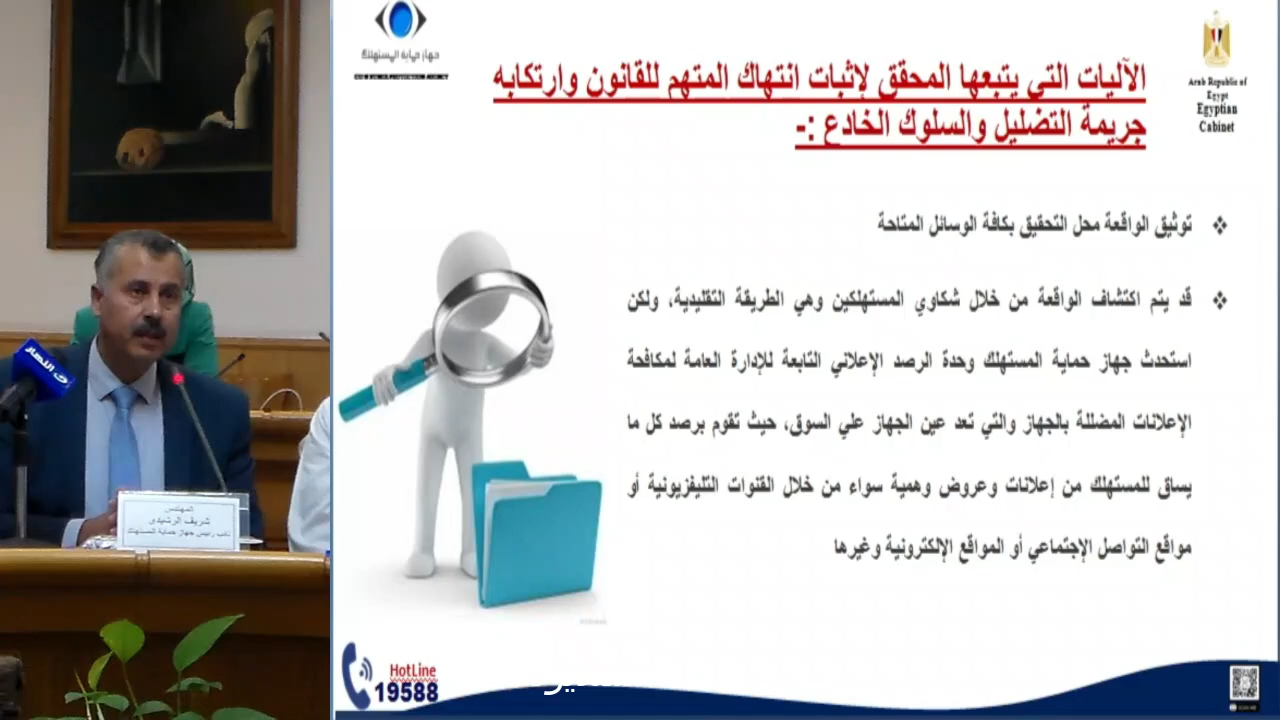 جهاز حماية المستهلك
Arab Republic of
Egypt
Egyptian
Cabinet
الآليات التي يتبعها المحقق لإثبات انتهاك المتهم للقانون وارتكابه
جريمة التضليل والسلوك الخادع :-
❖ توثيق الواقعة محل التحقيق بكافة الوسائل المتاحة
❖ قد يتم اكتشاف الواقعة من خلال شكاوي المستهلكين وهي الطريقة التقليدية، ولكن
استحدث جهاز حماية المستهلك وحدة الرصد الإعلاني التابعة للإدارة العامة لمكافحة
الإعلانات المضللة بالجهاز والتي تعد عين الجهاز علي السوق، حيث تقوم برصد كل ما
يساق للمستهلك من إعلانات وعروض وهمية سواء من خلال القنوات التليفزيونية أو
مواقع التواصل الإجتماعي أو المواقع الإلكترونية وغيرها
HotLine
19588
النهار
المهندس
شريف الرشيدي
نائب رئيس جهاز حماية المستهلك